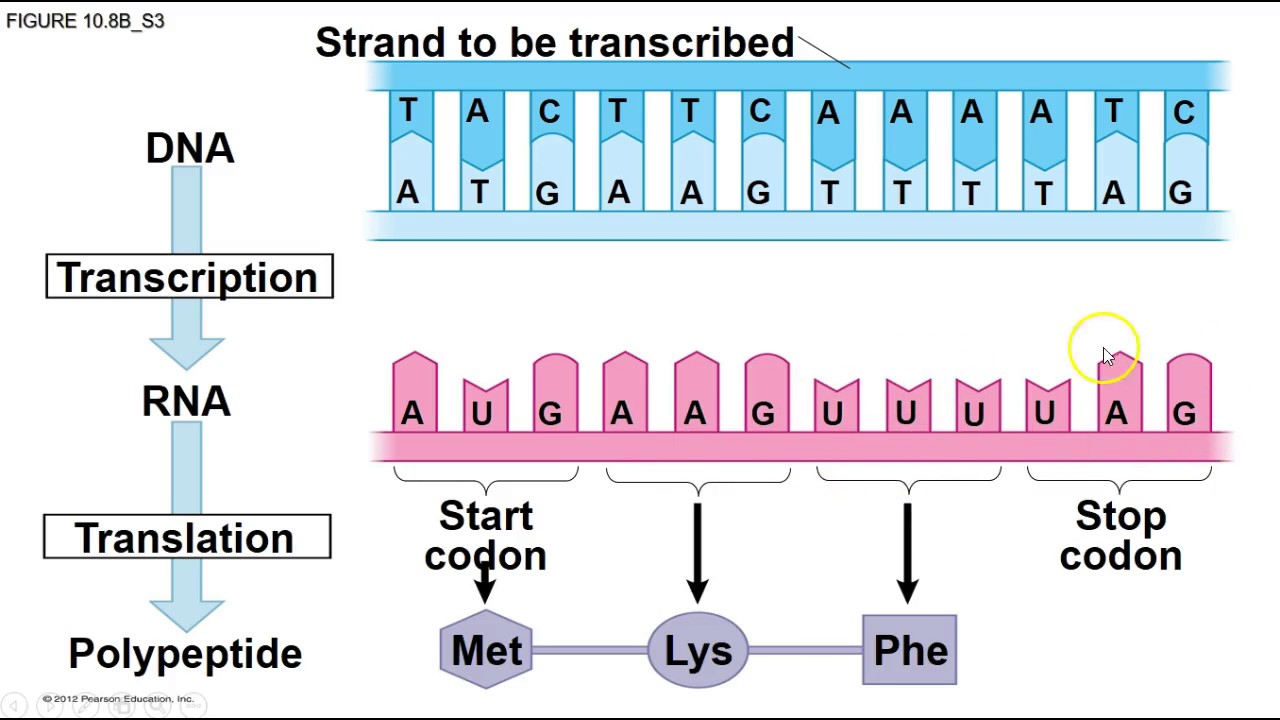 FIGURE 10.8B_S3
Strand to be transcribed
T A C T T C A A A A T C
DNA
A T G A A G T T T T A G
Transcription
RNA
A U G A A G U U U U A G
Start
codon
Stop
codon
Translation
Polypeptide
Met Lys Phe
© 2012 Pearson Education, Inc.